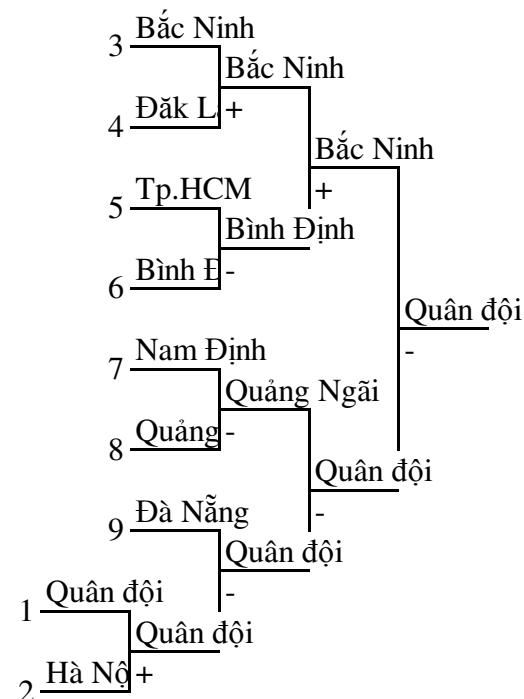 3 Bắc Ninh
Bắc Ninh
4 Đăk L +
Bắc Ninh
5 Tp.HCM +
Bình Định
6 Bình Đ -
Quân đội
7 Nam Định -
Quảng Ngãi
8 Quảng -
Quân đội
9 Đà Nẵng -
Quân đội
1 Quân đội -
Quân đội
2 Hà Nộ +